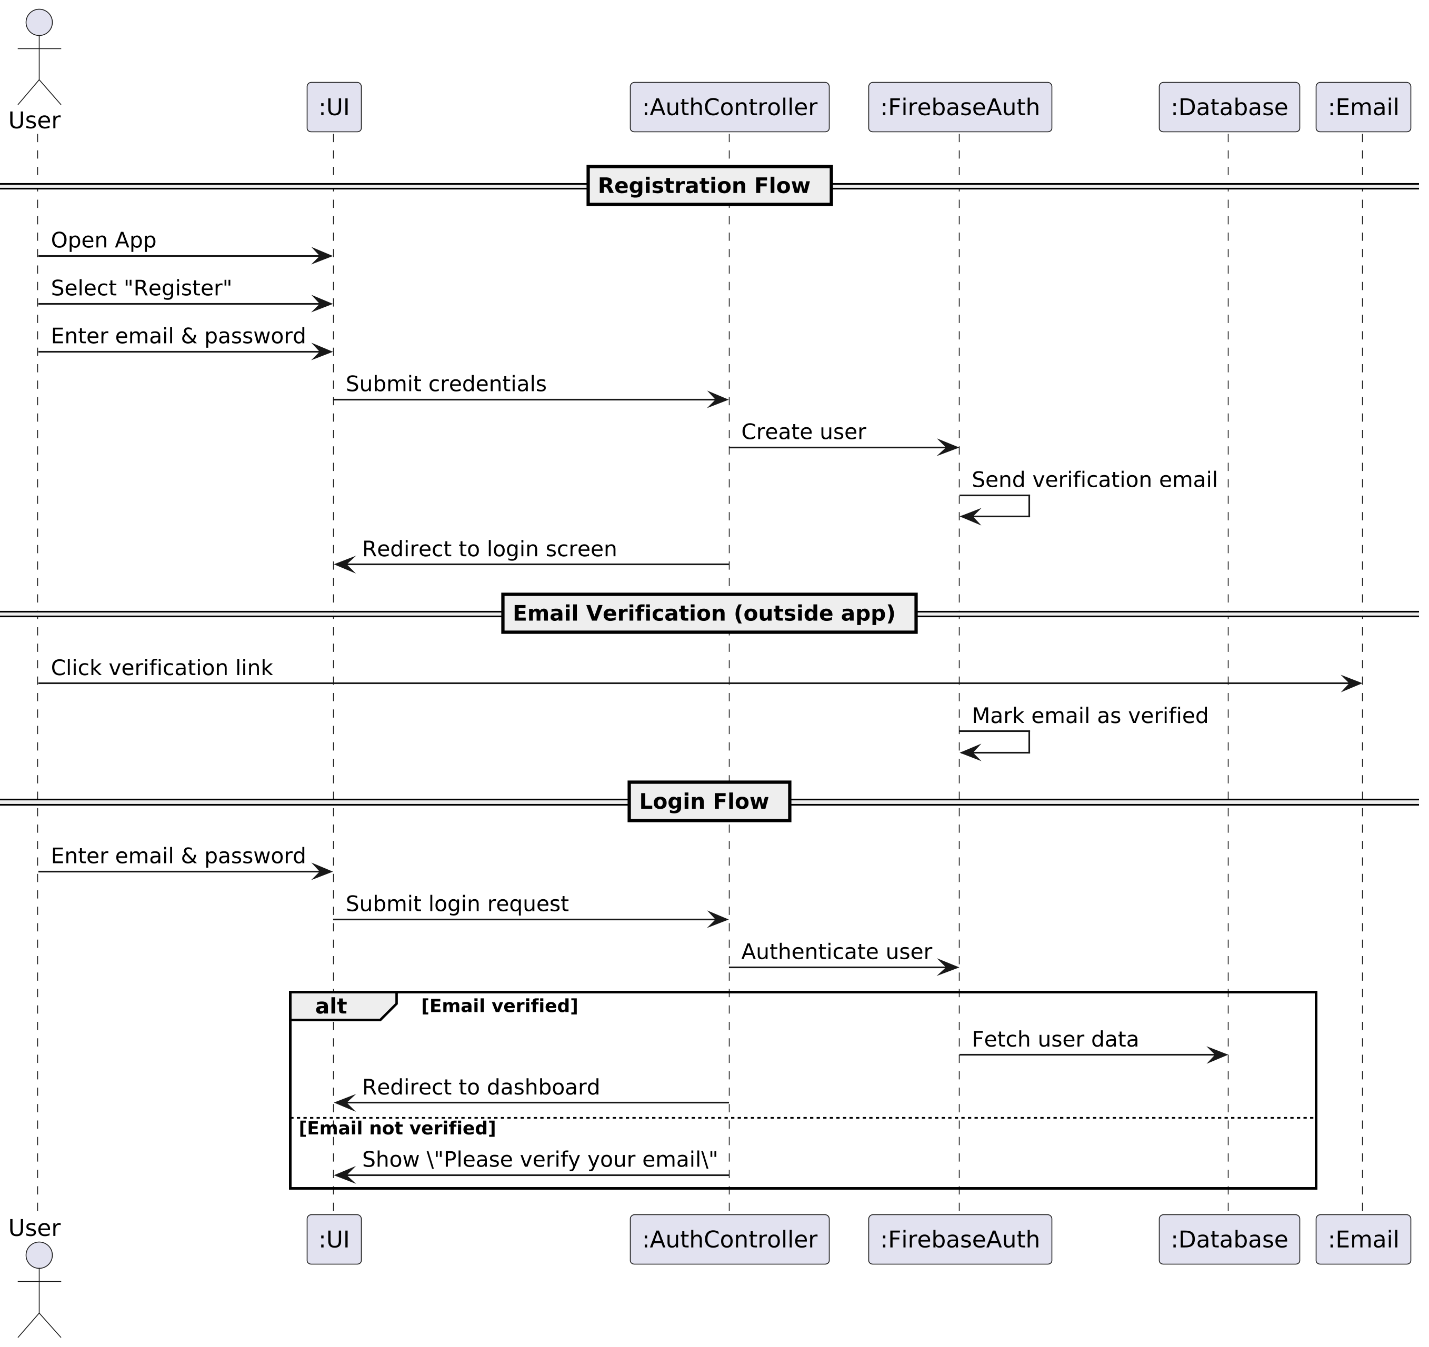 User
:UI
:AuthController
:FirebaseAuth
:Database
:Email
Registration Flow
Open App
Select "Register"
Enter email & password
Submit credentials
Create user
Send verification email
Redirect to login screen
Email Verification (outside app)
Click verification link
Mark email as verified
Login Flow
Enter email & password
Submit login request
Authenticate user
alt [Email verified]
Fetch user data
Redirect to dashboard
[Email not verified]
Show \"Please verify your email\"
User
:UI
:AuthController
:FirebaseAuth
:Database
:Email